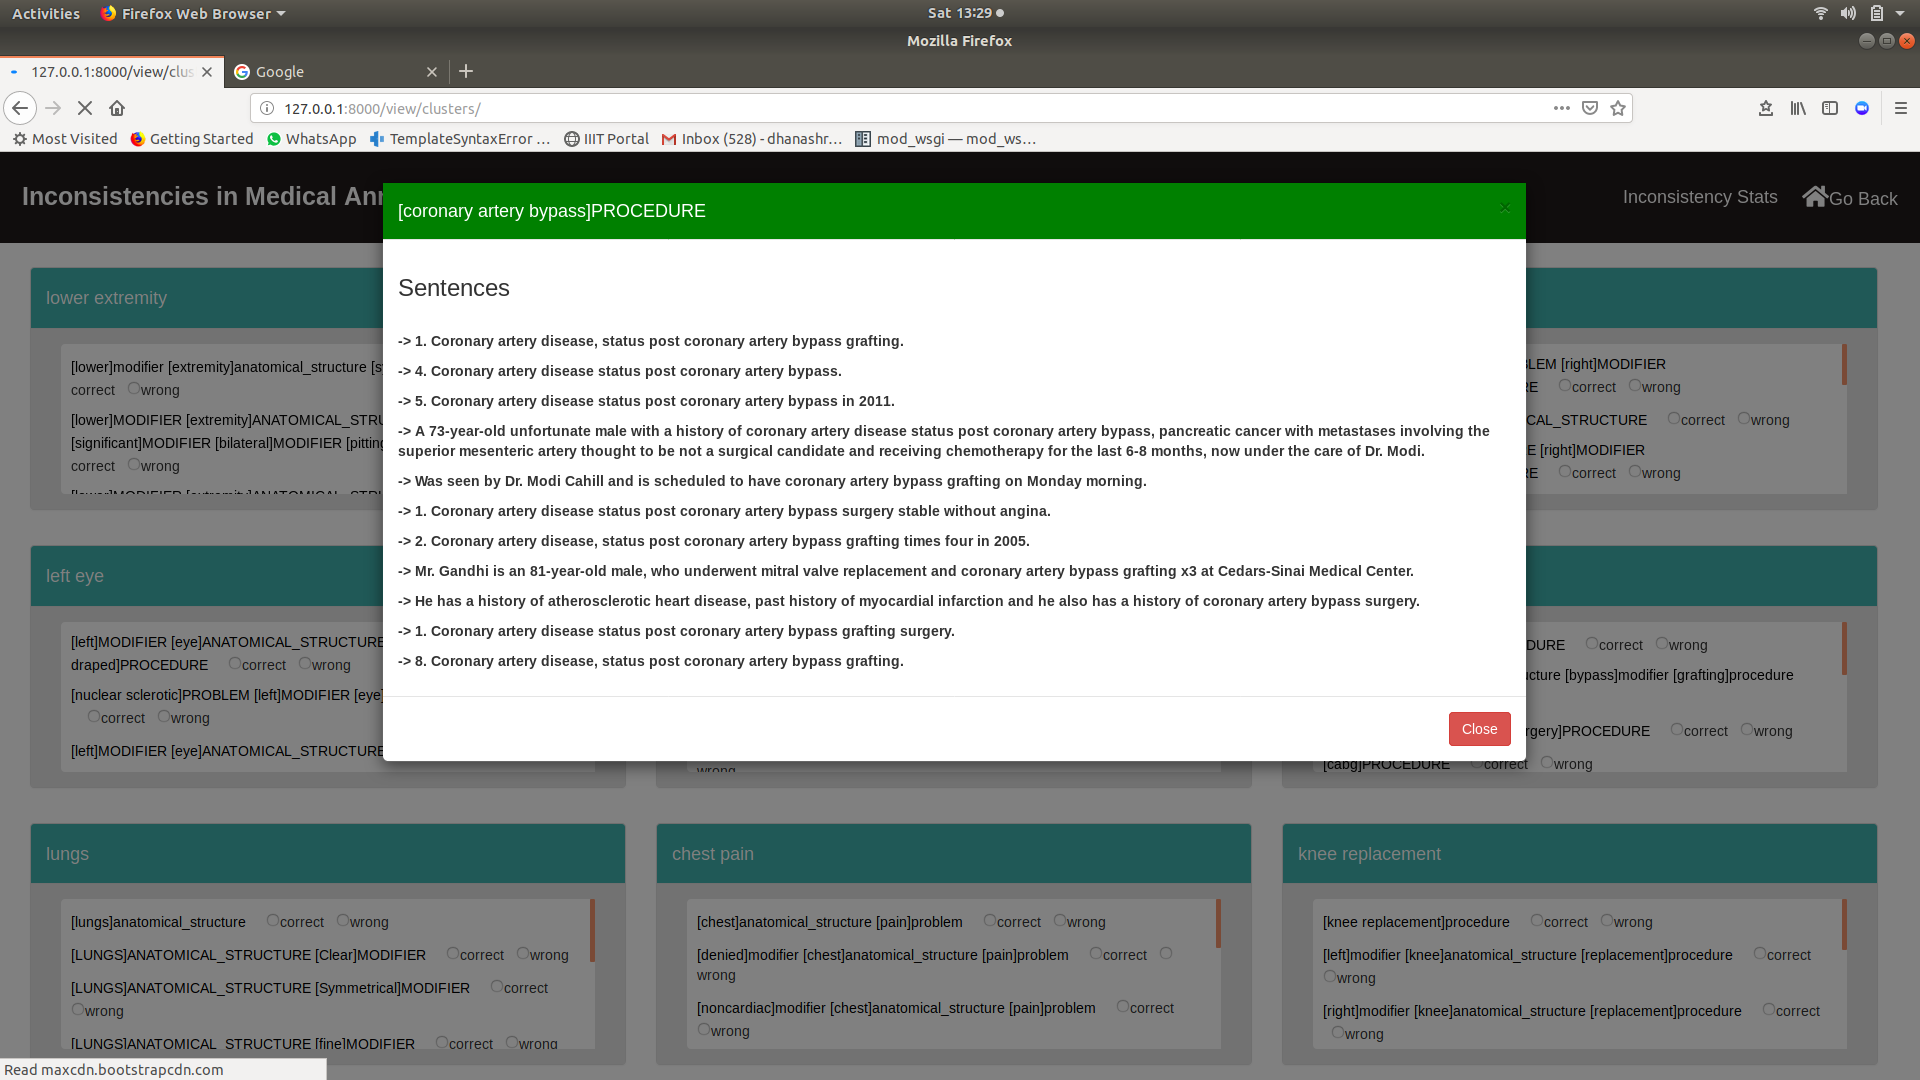 Activities Firefox Web Browser Sat 13:29
Mozilla Firefox
127.0.0.1:8000/view/clus Google
127.0.0.1:8000/view/clusters/
Most Visited Getting Started WhatsApp TemplateSyntaxError ... IIIT Portal Inbox (528) - dhanashr... mod_wsgi — mod_ws...
Inconsistencies in Medical Ann Inconsistency Stats Go Back
[coronary artery bypass]PROCEDURE ×
Sentences
-> 1. Coronary artery disease, status post coronary artery bypass grafting.
-> 4. Coronary artery disease status post coronary artery bypass.
-> 5. Coronary artery disease status post coronary artery bypass in 2011.
-> A 73-year-old unfortunate male with a history of coronary artery disease status post coronary artery bypass, pancreatic cancer with metastases involving the
superior mesenteric artery thought to be not a surgical candidate and receiving chemotherapy for the last 6-8 months, now under the care of Dr. Modi.
-> Was seen by Dr. Modi Cahill and is scheduled to have coronary artery bypass grafting on Monday morning.
-> 1. Coronary artery disease status post coronary artery bypass surgery stable without angina.
-> 2. Coronary artery disease, status post coronary artery bypass grafting times four in 2005.
-> Mr. Gandhi is an 81-year-old male, who underwent mitral valve replacement and coronary artery bypass grafting x3 at Cedars-Sinai Medical Center.
-> He has a history of atherosclerotic heart disease, past history of myocardial infarction and he also has a history of coronary artery bypass surgery.
-> 1. Coronary artery disease status post coronary artery bypass grafting surgery.
-> 8. Coronary artery disease, status post coronary artery bypass grafting.
Close
lower extremity
[lower]modifier [extremity]anatomical_structure [s
correct wrong
[lower]MODIFIER [extremity]ANATOMICAL_STRU
[significant]MODIFIER [bilateral]MODIFIER [pitting
correct wrong
LEM [right]MODIFIER
RE correct wrong
CAL_STRUCTURE correct wrong
E [right]MODIFIER
RE correct wrong
left eye
[left]MODIFIER [eye]ANATOMICAL_STRUCTURE
draped]PROCEDURE correct wrong
[nuclear sclerotic]PROBLEM [left]MODIFIER [eye]
correct wrong
[left]MODIFIER [eye]ANATOMICAL_STRUCTURE
wrong
DURE correct wrong
cture [bypass]modifier [grafting]procedure
rgery]PROCEDURE correct wrong
[cabg]PROCEDURE correct wrong
lungs
[lungs]anatomical_structure correct wrong
[LUNGS]ANATOMICAL_STRUCTURE [Clear]MODIFIER correct wrong
[LUNGS]ANATOMICAL_STRUCTURE [Symmetrical]MODIFIER correct
wrong
[LUNGS]ANATOMICAL_STRUCTURE [fine]MODIFIER correct wrong
chest pain
[chest]anatomical_structure [pain]problem correct wrong
[denied]modifier [chest]anatomical_structure [pain]problem correct
wrong
[noncardiac]modifier [chest]anatomical_structure [pain]problem correct
wrong
knee replacement
[knee replacement]procedure correct wrong
[left]modifier [knee]anatomical_structure [replacement]procedure correct
wrong
[right]modifier [knee]anatomical_structure [replacement]procedure correct
wrong
Read maxcdn.bootstrapcdn.com